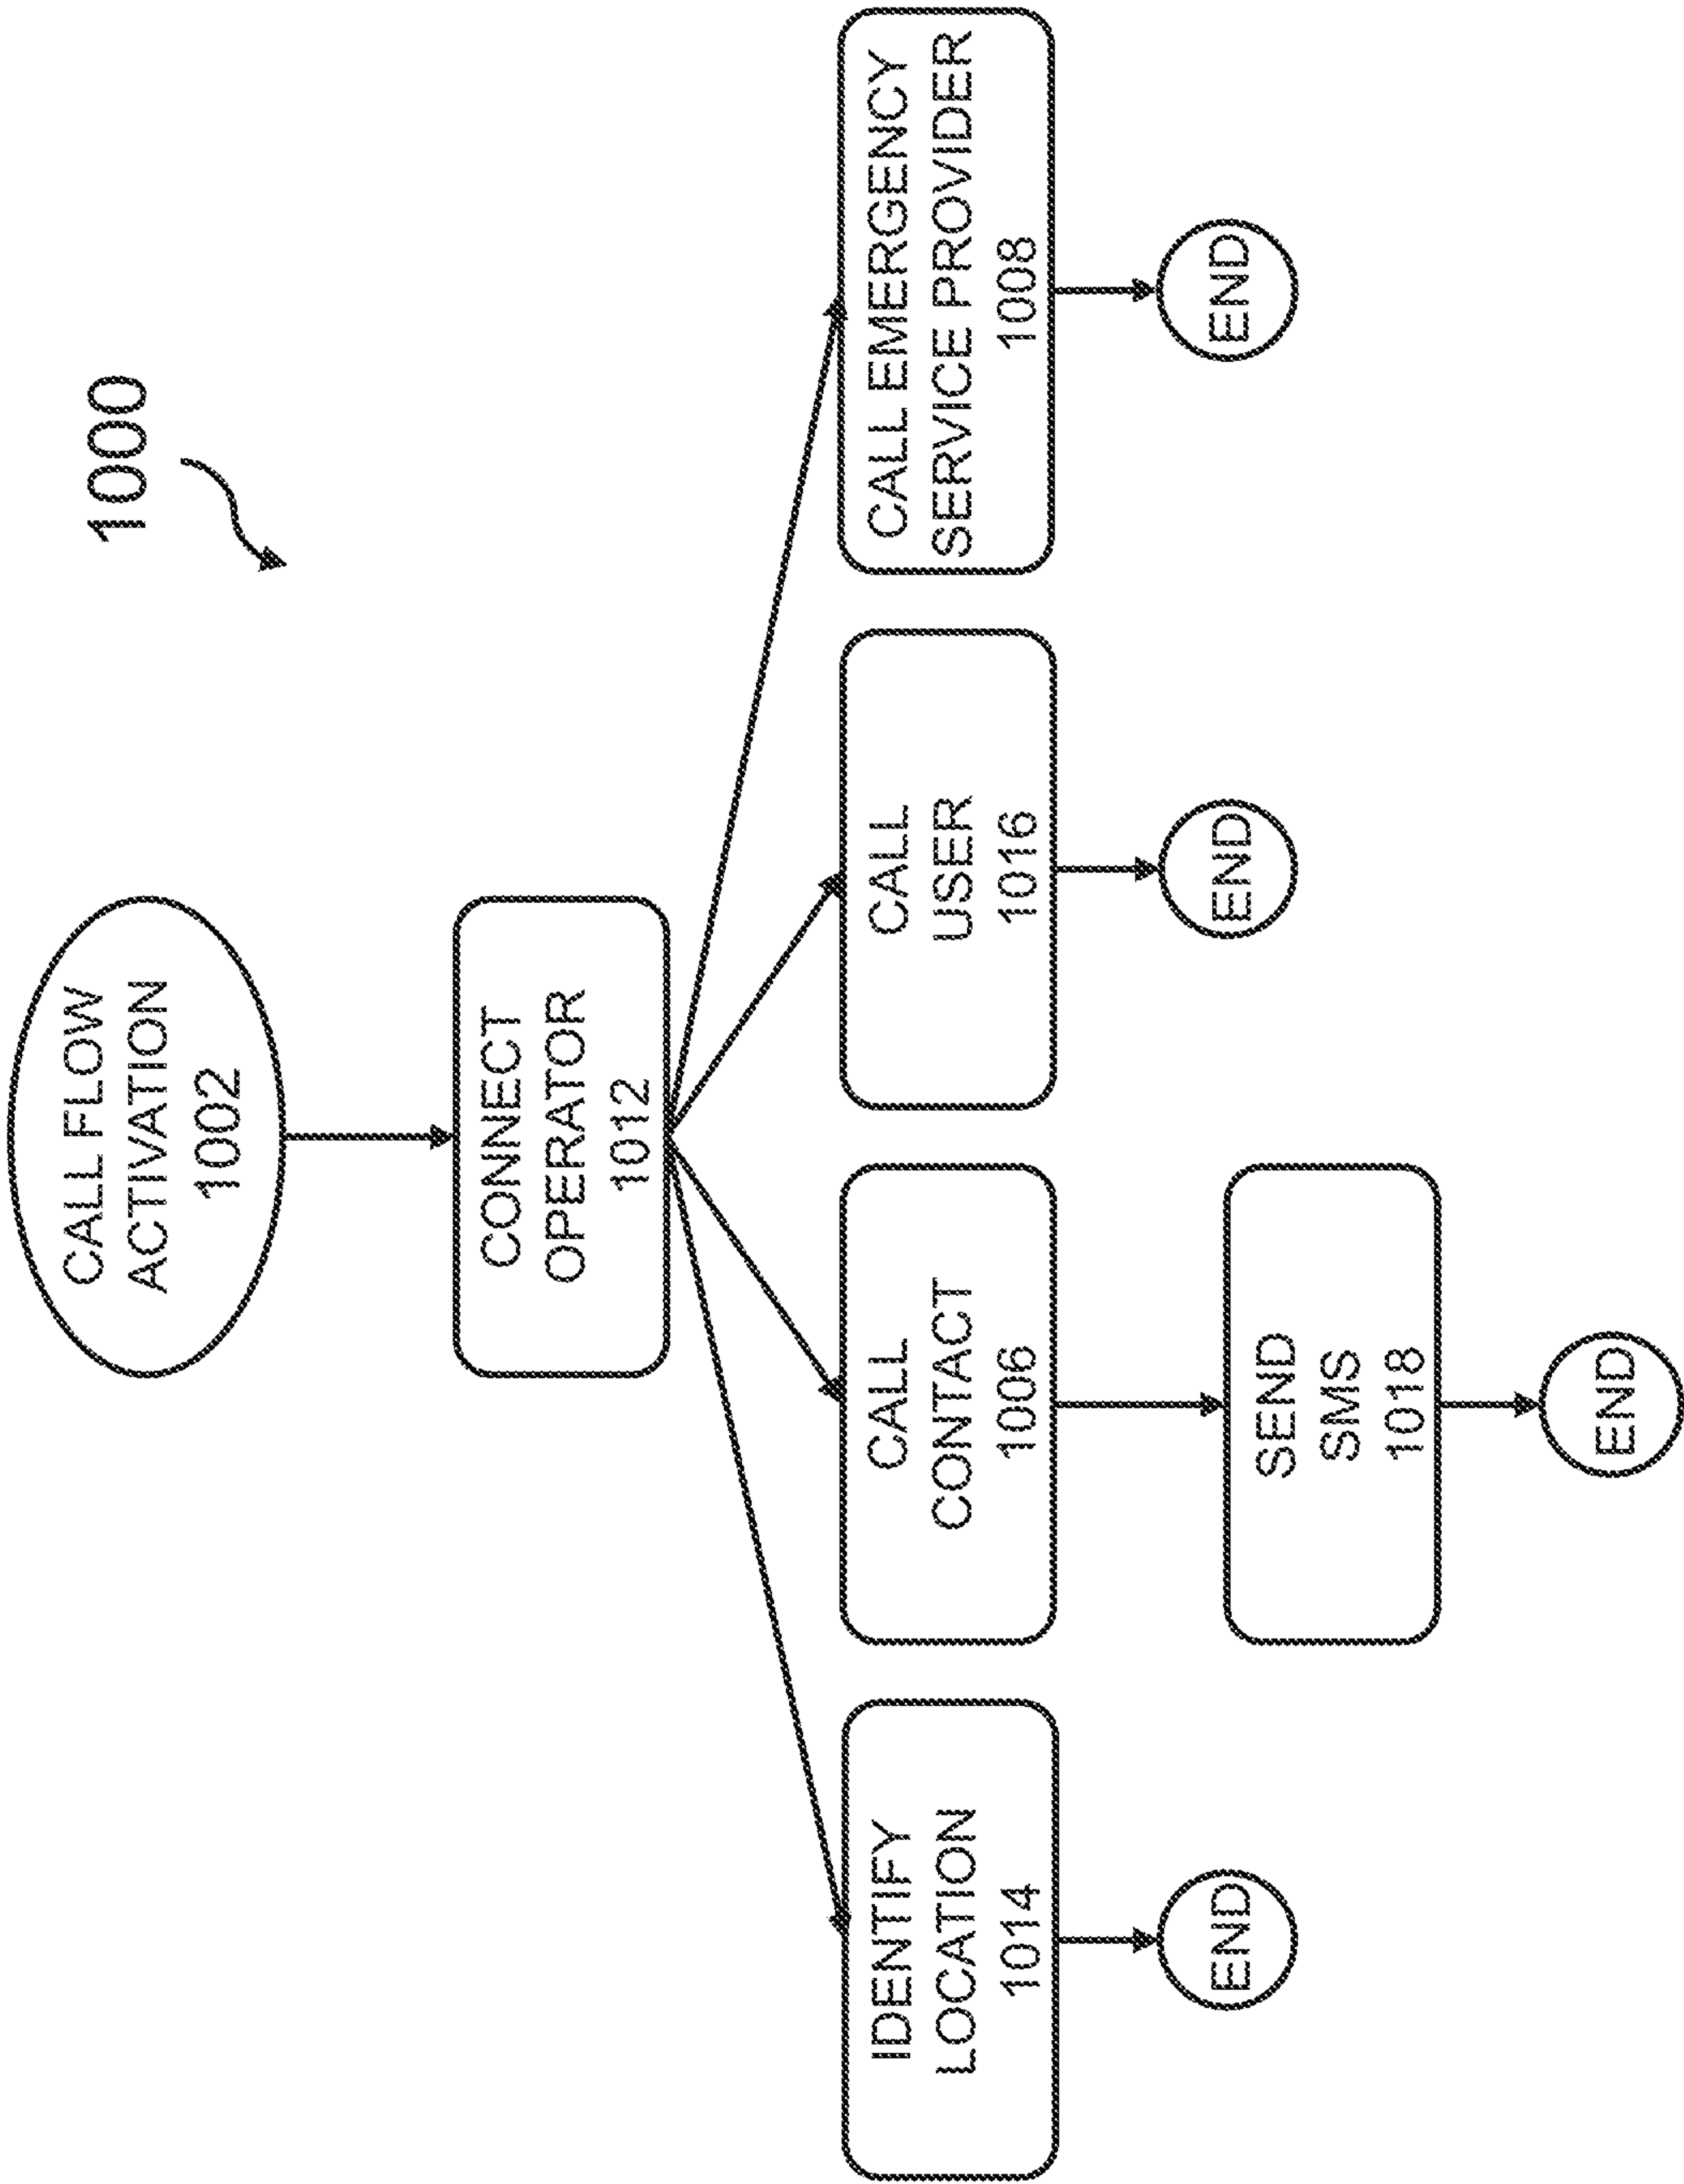 1000
CALL FLOW
ACTIVATION
1002
CONNECT
OPERATOR
1012
IDENTIFY
LOCATION
1014
CALL
CONTACT
1006
CALL
USER
1016
CALL EMERGENCY
SERVICE PROVIDER
1008
END
SEND
SMS
1018
END
END
END